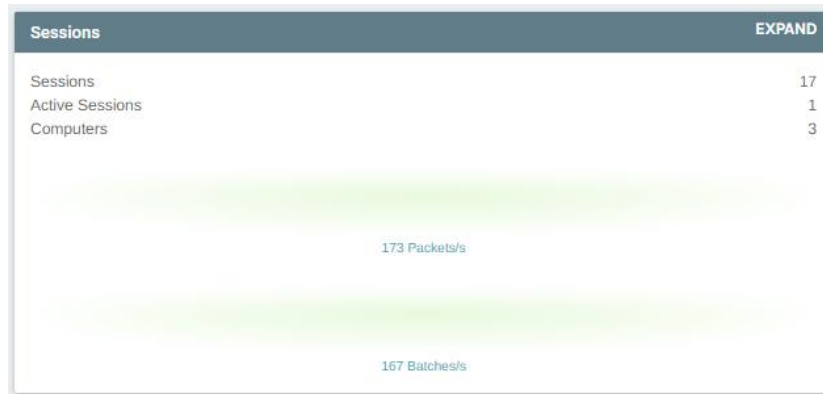 Sessions EXPAND
Sessions 17
Active Sessions 1
Computers 3
173 Packets/s
167 Batches/s